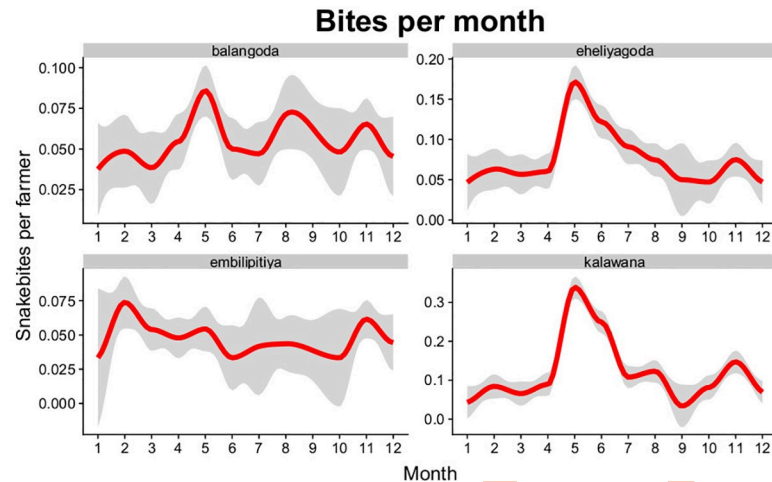 Bites per month
balangoda
eheliyagoda
0.100
0.075
0.050
0.025
0.20
0.15
0.10
0.05
0.00
1 2 3 4 5 6 7 8 9 10 11 12
1 2 3 4 5 6 7 8 9 10 11 12
Snakebites per farmer
embilipitiya
kalawana
0.075
0.050
0.025
0.000
0.3
0.2
0.1
0.0
1 2 3 4 5 6 7 8 9 10 11 12
1 2 3 4 5 6 7 8 9 10 11 12
Month